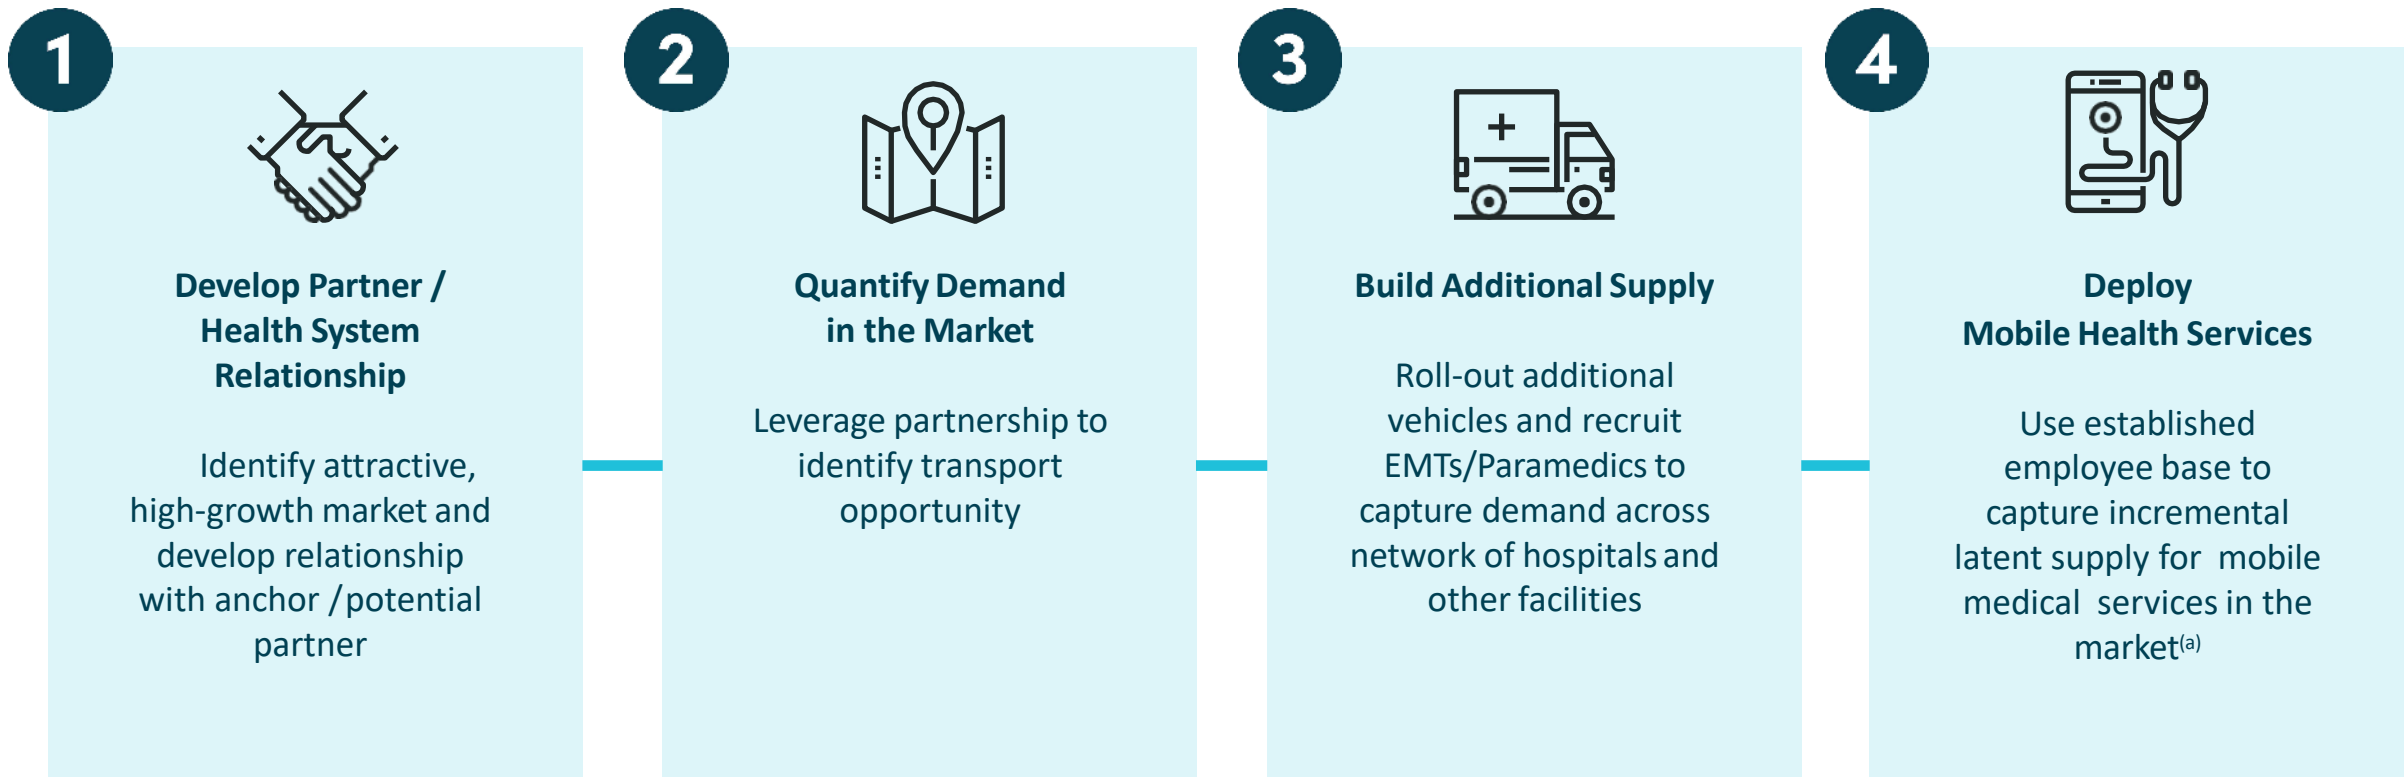 1
Develop Partner /
Health System
Relationship
Identify attractive,
high-growth market and
develop relationship
with anchor /potential
partner
2
Quantify Demand
in the Market
Leverage partnership to
identify transport
opportunity
3
Build Additional Supply
Roll-out additional
vehicles and recruit
EMTs/Paramedics to
capture demand across
network of hospitals and
other facilities
4
Deploy
Mobile Health Services
Use established
employee base to
capture incremental
latent supply for mobile
medical services in the
market(a)